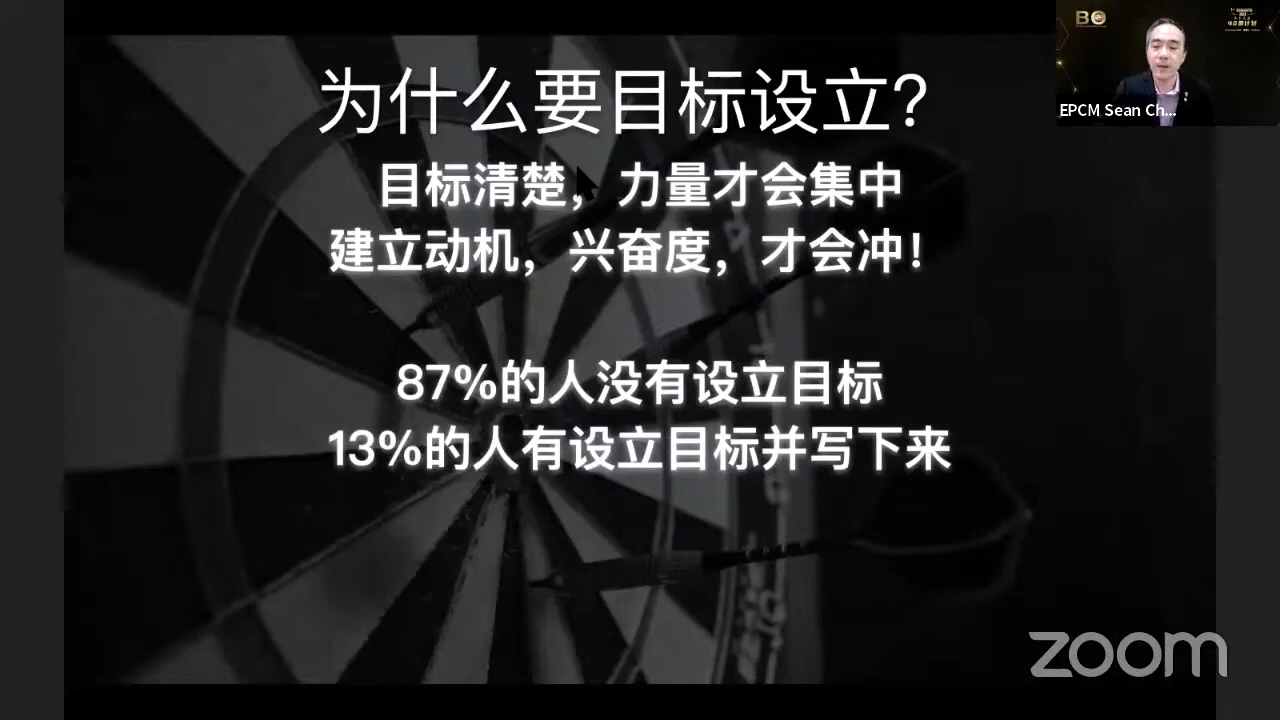 为什么要目标设立？
目标清楚，力量才会集中
建立动机，兴奋度，才会冲！
87%的人没有设立目标
13%的人有设立目标并写下来
EPCM Sean Ch...
zoom